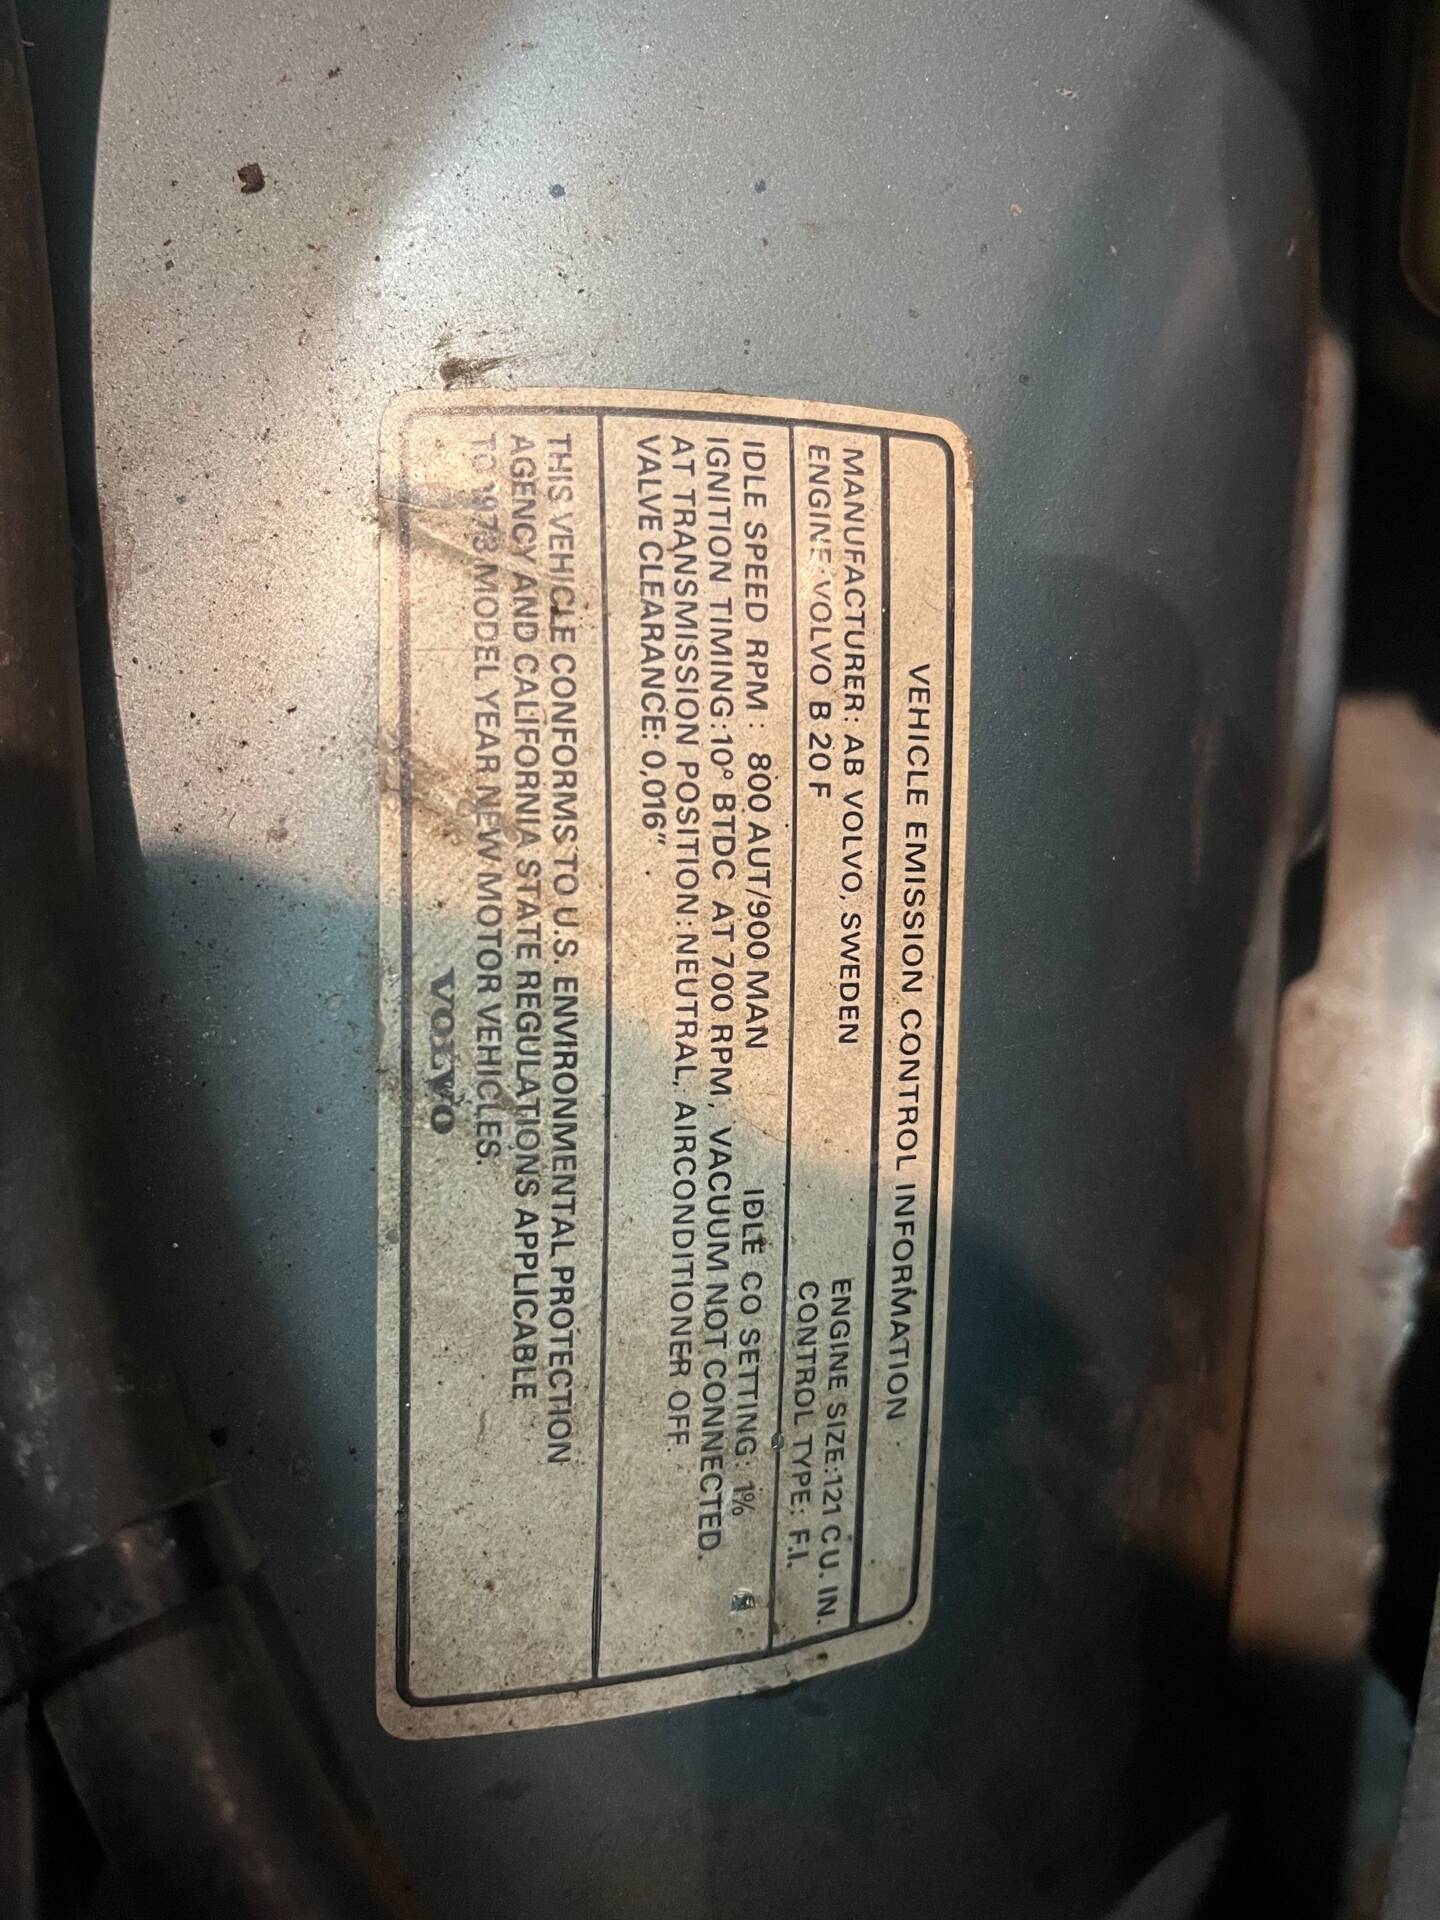 VEHICLE EMISSION CONTROL INFORMATION
MANUFACTURER: AB VOLVO, SWEDEN ENGINE SIZE: 121 CU. IN.
ENGINE: VOLVO B 20 F CONTROL TYPE: F.I.
IDLE SPEED RPM : 800 AUT/900 MAN IDLE CO SETTING: 1%
IGNITION TIMING: 10° BTDC AT 700 RPM, VACUUM NOT CONNECTED.
AT TRANSMISSION POSITION: NEUTRAL, AIRCONDITIONER OFF.
VALVE CLEARANCE: 0,016"
THIS VEHICLE CONFORMS TO U.S. ENVIRONMENTAL PROTECTION
AGENCY AND CALIFORNIA STATE REGULATIONS APPLICABLE
TO 1973 MODEL YEAR NEW MOTOR VEHICLES.
VOLVO